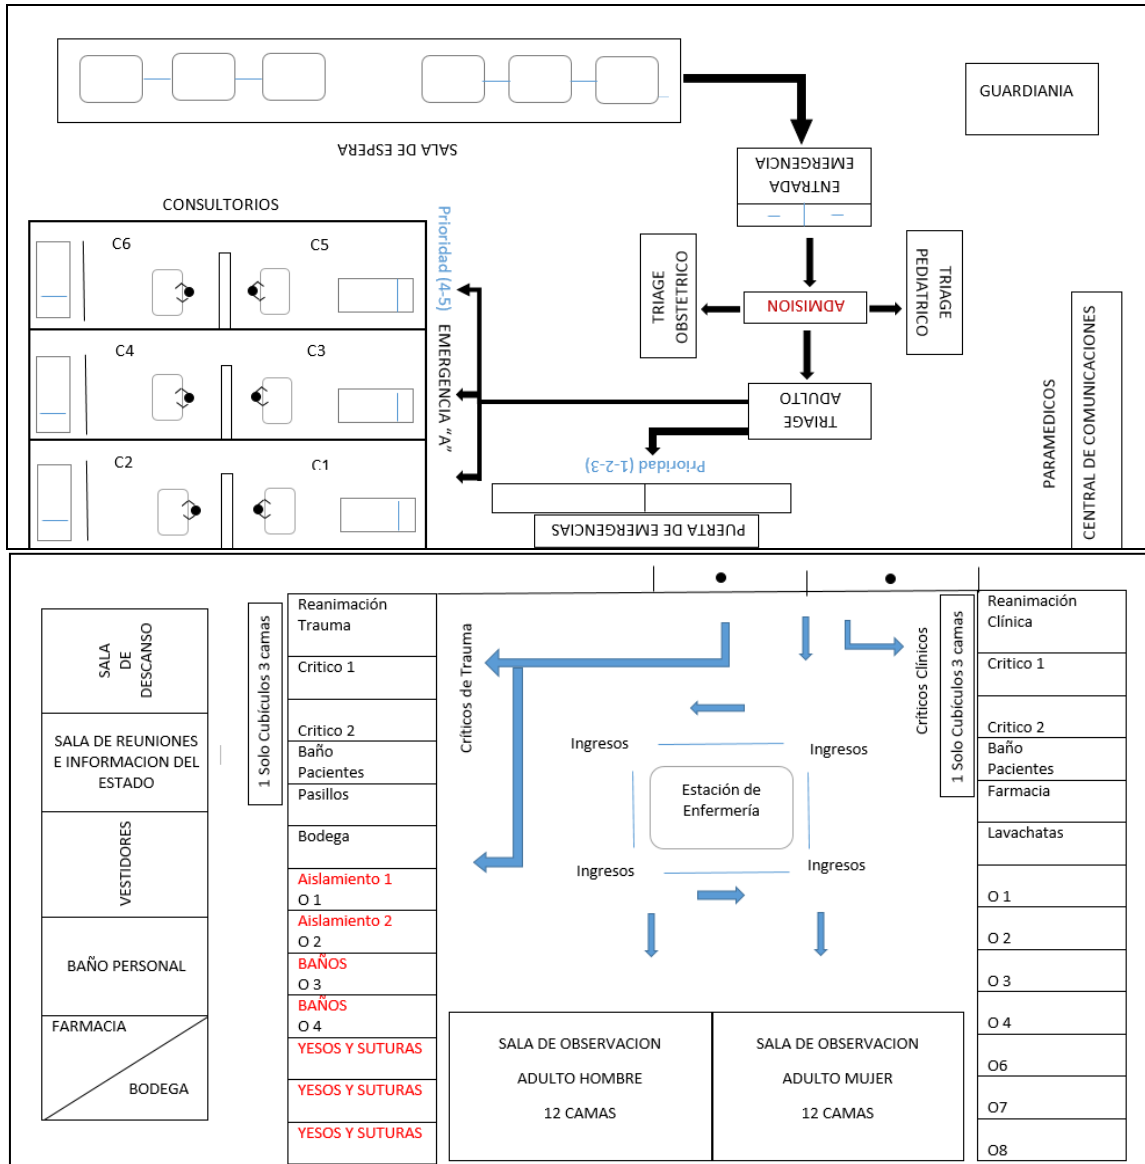 GUARDIANIA
SALA DE ESPERA
ENTRADA
EMERGENCIA
CONSULTORIOS
C6
C5
C4
C3
C2
C1
Prioridad (4-5)
EMERGENCIA "A"
TRIAGE
OBSTETRICO
ADMISION
TRIAGE
PEDIATRICO
TRIAGE
ADULTO
Prioridad (1-2-3)
PUERTA DE EMERGENCIAS
PARAMEDICOS
CENTRAL DE COMUNICACIONES
SALA
DE
DESCANSO
SALA DE REUNIONES
E INFORMACION DEL
ESTADO
VESTIDORES
BAÑO PERSONAL
FARMACIA
BODEGA
1 Solo Cubículos 3 camas
Reanimación
Trauma
Critico 1
Critico 2
Baño
Pacientes
Pasillos
Bodega
Aislamiento 1
O 1
Aislamiento 2
O 2
BAÑOS
O 3
BAÑOS
O 4
YESOS Y SUTURAS
YESOS Y SUTURAS
YESOS Y SUTURAS
Críticos de Trauma
Ingresos
Ingresos
Estación de
Enfermería
Ingresos
Ingresos
SALA DE OBSERVACION
ADULTO HOMBRE
12 CAMAS
SALA DE OBSERVACION
ADULTO MUJER
12 CAMAS
Críticos Clínicos
1 Solo Cubículos 3 camas
Reanimación
Clínica
Critico 1
Critico 2
Baño
Pacientes
Farmacia
Lavachatas
O 1
O 2
O 3
O 4
O6
O7
O8